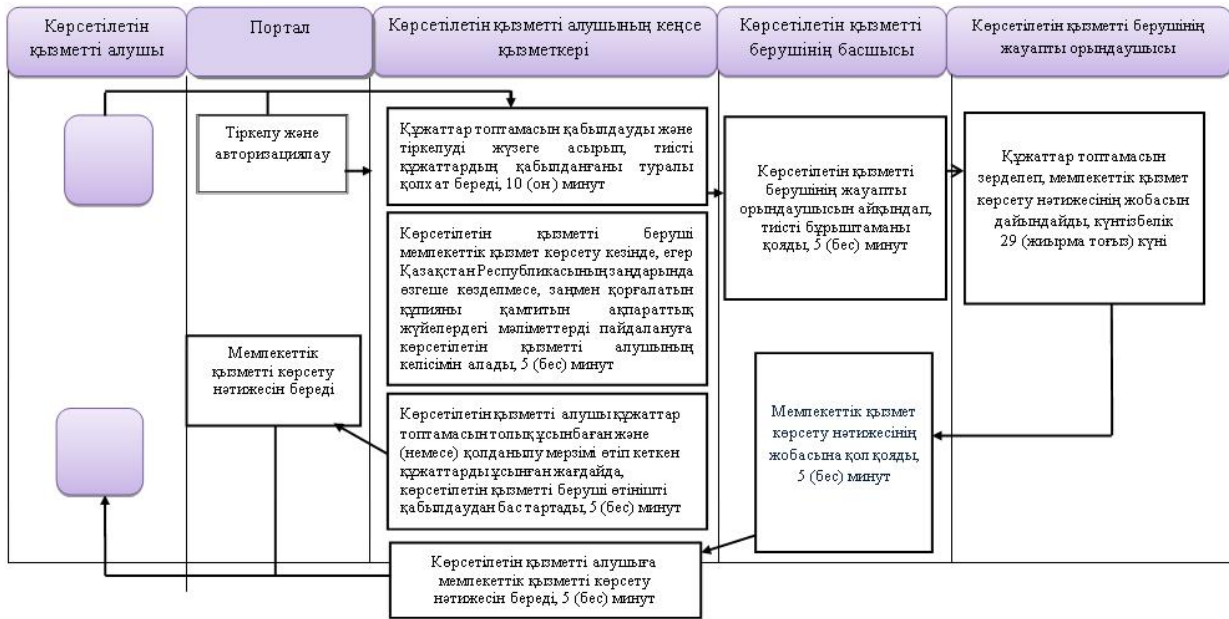 Көрсетілетін
қызметті алушы
Портал
Көрсетілетін қызметті алушының кеңсе
қызметкері
Көрсетілетін қызметті
берушінің басшысы
Көрсетілетін қызметті берушінің
жауапты орындаушысы
Тіркелу және
авторизациялау
Құжаттар топтамасын қабылдауды және
тіркелуді жүзеге асырып, тиісті
құжаттардың қабылданғаны туралы
қолхат береді, 10 (он) минут
Көрсетілетін қызметті
берушінің жауапты
орындаушысын айқындап,
тиісті бұрыштаманы
қояды, 5 (бес) минут
Құжаттар топтамасын
зерделеп, мемлекеттік қызмет
көрсету нәтижесінің жобасын
дайындайды, күнтізбелік
29 (жиырма тоғыз) күні
Көрсетілетін қызметті беруші
мемлекеттік қызмет көрсету кезінде, егер
Қазақстан Республикасының заңдарында
өзгеше көзделмесе, заңмен қорғалатын
құпияны қамтитын ақпараттық
жүйелердегі мәліметтерді пайдалануға
көрсетілетін қызметті алушының
келісімін алады, 5 (бес) минут
Мемлекеттік
қызметті көрсету
нәтижесін береді
Көрсетілетін қызметті алушы құжаттар
топтамасын толық ұсынбаған және
(немесе) қолданылу мерзімі өтіп кеткен
құжаттарды ұсынған жағдайда,
көрсетілетін қызметті беруші өтінішті
қабылдаудан бас тартады, 5 (бес) минут
Мемлекеттік қызмет
көрсету нәтижесінің
жобасына қол қояды,
5 (бес) минут
Көрсетілетін қызметті алушыға
мемлекеттік қызметті көрсету
нәтижесін береді, 5 (бес) минут